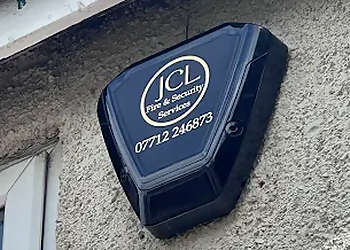 JCL
Fire & Security
Services
07712 246873